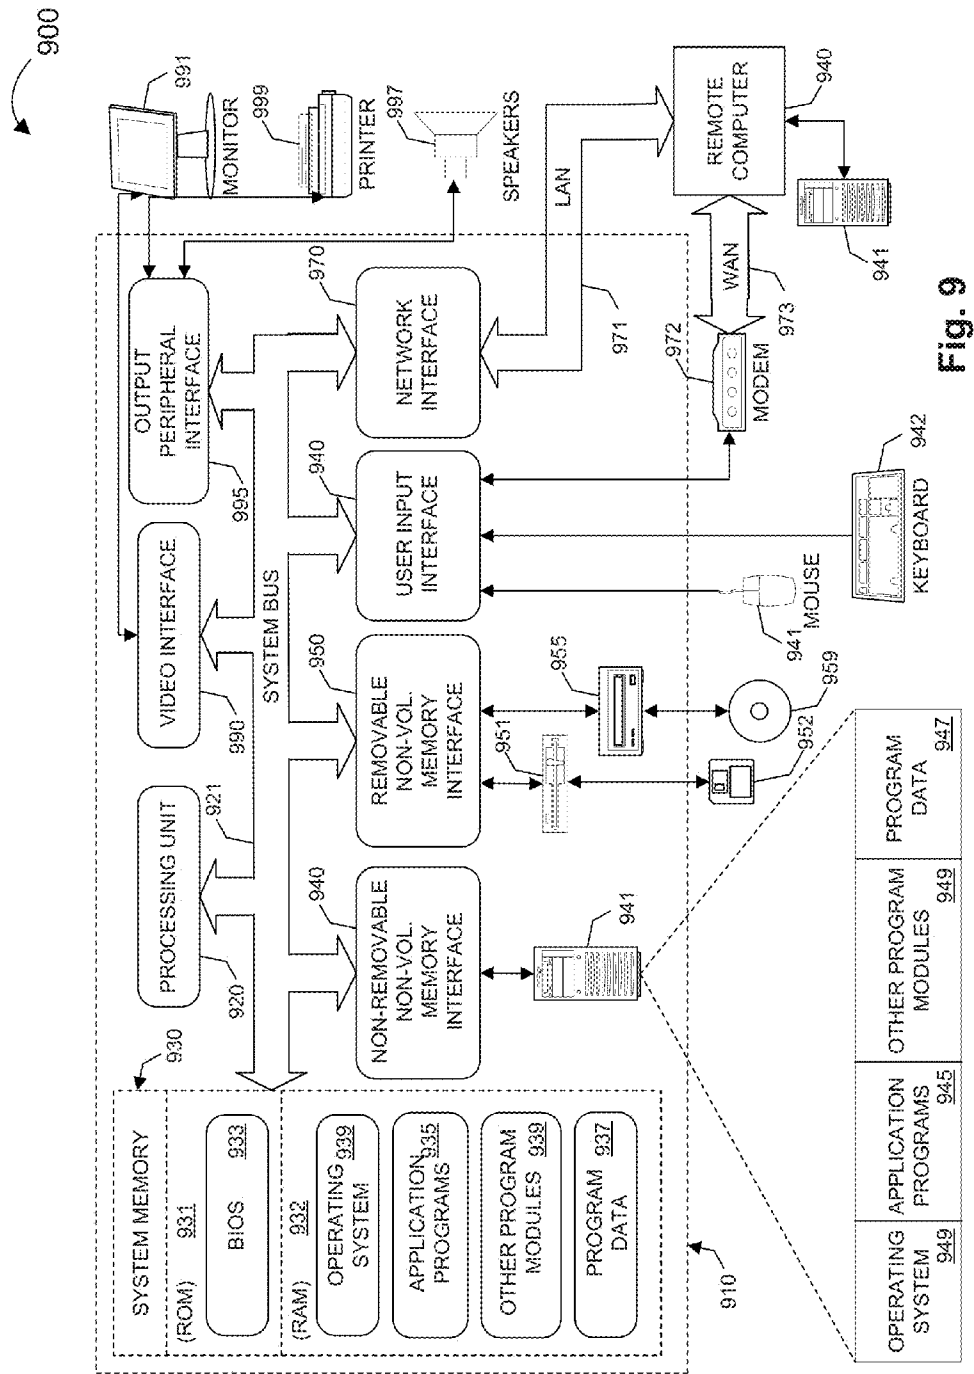 900
SYSTEM MEMORY
(ROM) 931
BIOS 933
(RAM) 932
OPERATING 939
SYSTEM
APPLICATION
PROGRAMS 935
OTHER PROGRAM
MODULES 939
PROGRAM
DATA 937
930
910
PROCESSING UNIT
920
921
VIDEO INTERFACE
990
OUTPUT
PERIPHERAL
INTERFACE
995
SYSTEM BUS
991
MONITOR
999
PRINTER
997
SPEAKERS
NON-REMOVABLE
NON-VOL.
MEMORY
INTERFACE
940
REMOVABLE
NON-VOL.
MEMORY
INTERFACE
950
USER INPUT
INTERFACE
940
NETWORK
INTERFACE
970
LAN
971
REMOTE
COMPUTER
940
WAN
973
972
MODEM
941
941
951
955
952
959
941
MOUSE
942
KEYBOARD
OPERATING
SYSTEM 949
APPLICATION
PROGRAMS 945
OTHER PROGRAM
MODULES 949
PROGRAM
DATA 947
Fig. 9